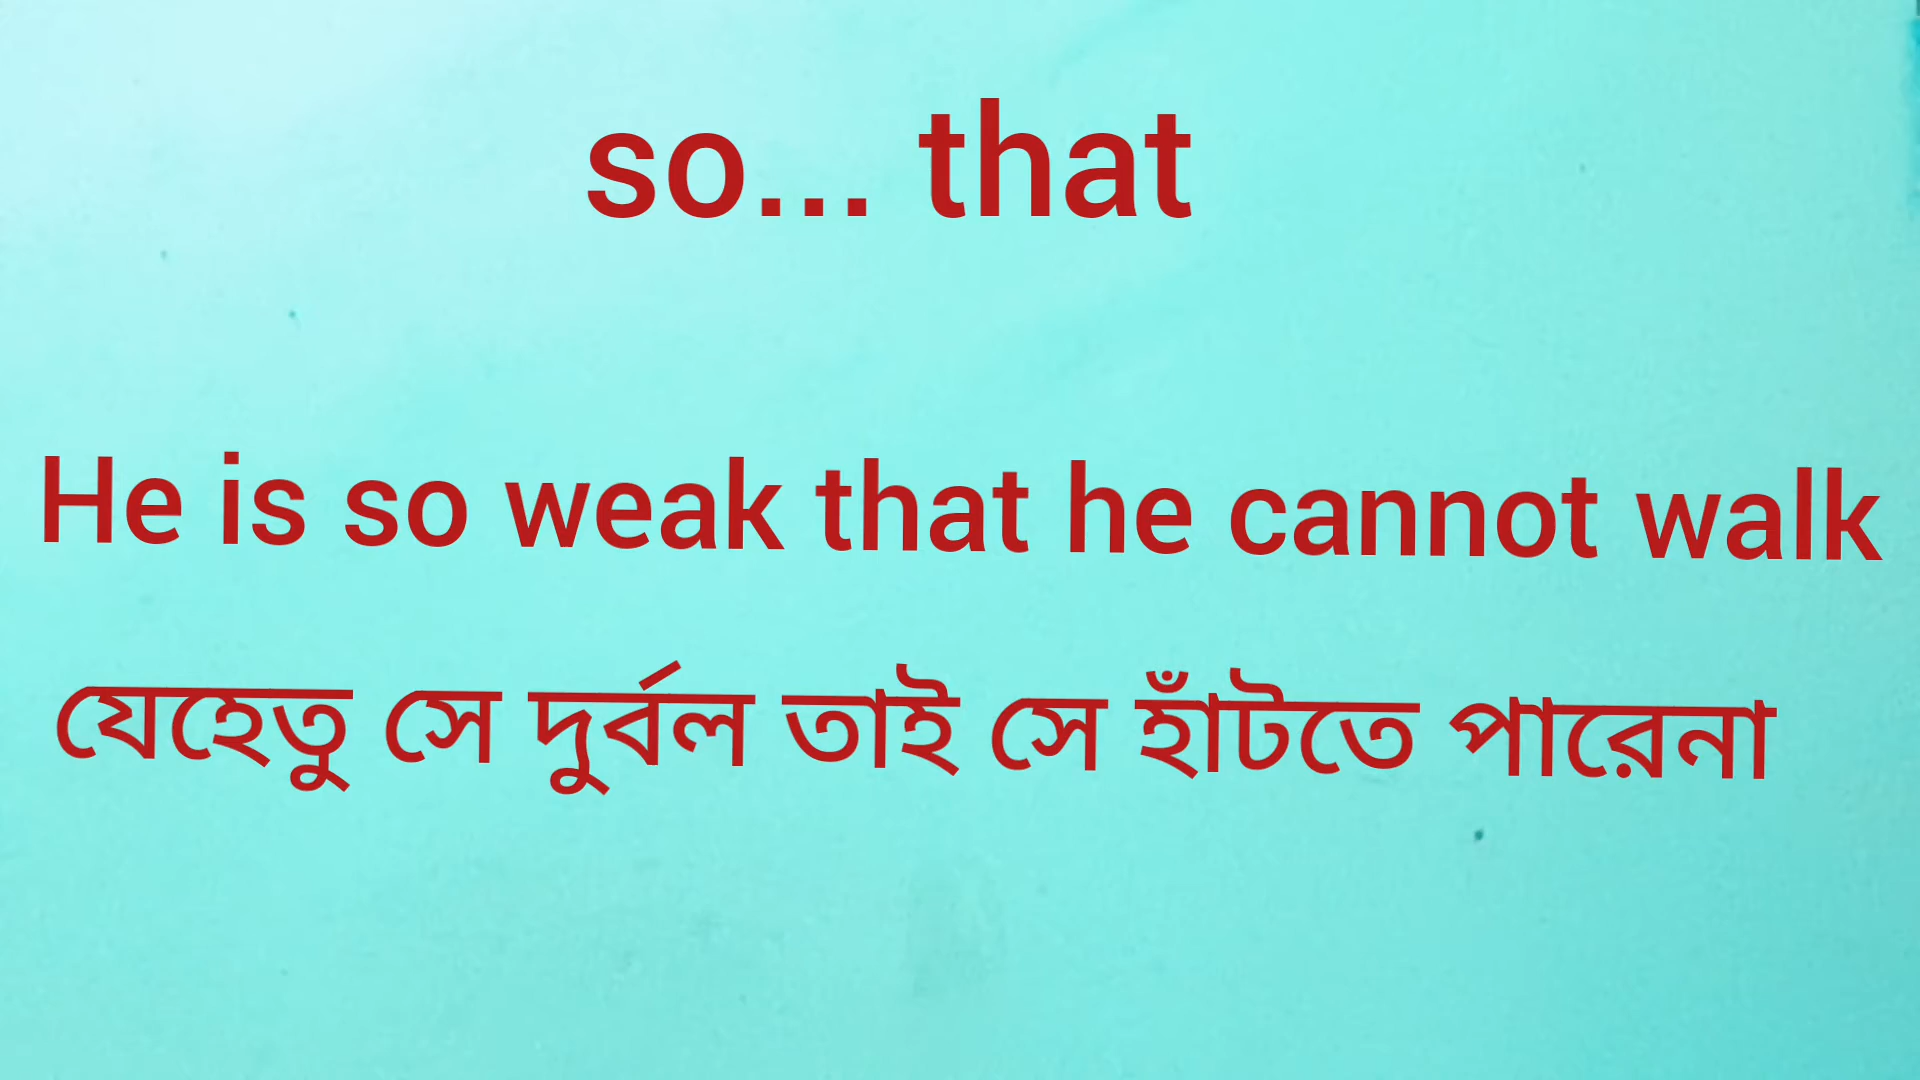 so... that
He is so weak that he cannot walk
যেহেতু সে দুর্বল তাই সে হাঁটতে পারেনা